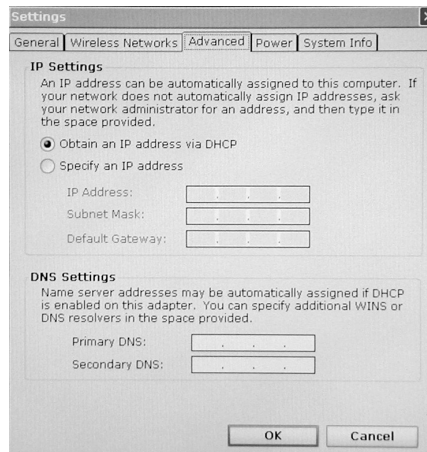 Settings
General Wireless Networks Advanced Power System Info
IP Settings
An IP address can be automatically assigned to this computer. If
your network does not automatically assign IP addresses, ask
your network administrator for an address, and then type it in
the space provided.
Obtain an IP address via DHCP
Specify an IP address
IP Address:
Subnet Mask:
Default Gateway:
DNS Settings
Name server addresses may be automatically assigned if DHCP
is enabled on this adapter. You can specify additional WINS or
DNS resolvers in the space provided.
Primary DNS:
Secondary DNS:
OK Cancel